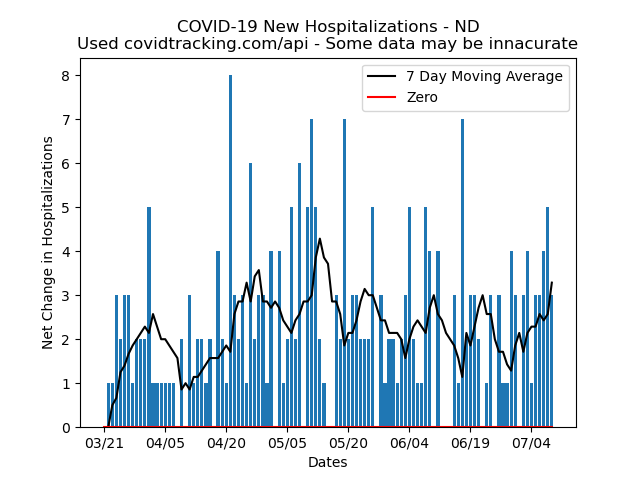 COVID-19 New Hospitalizations - ND
Used covidtracking.com/api - Some data may be innacurate
7 Day Moving Average
Zero
Net Change in Hospitalizations
8
7
6
5
4
3
2
1
0
03/21 04/05 04/20 05/05 05/20 06/04 06/19 07/04
Dates